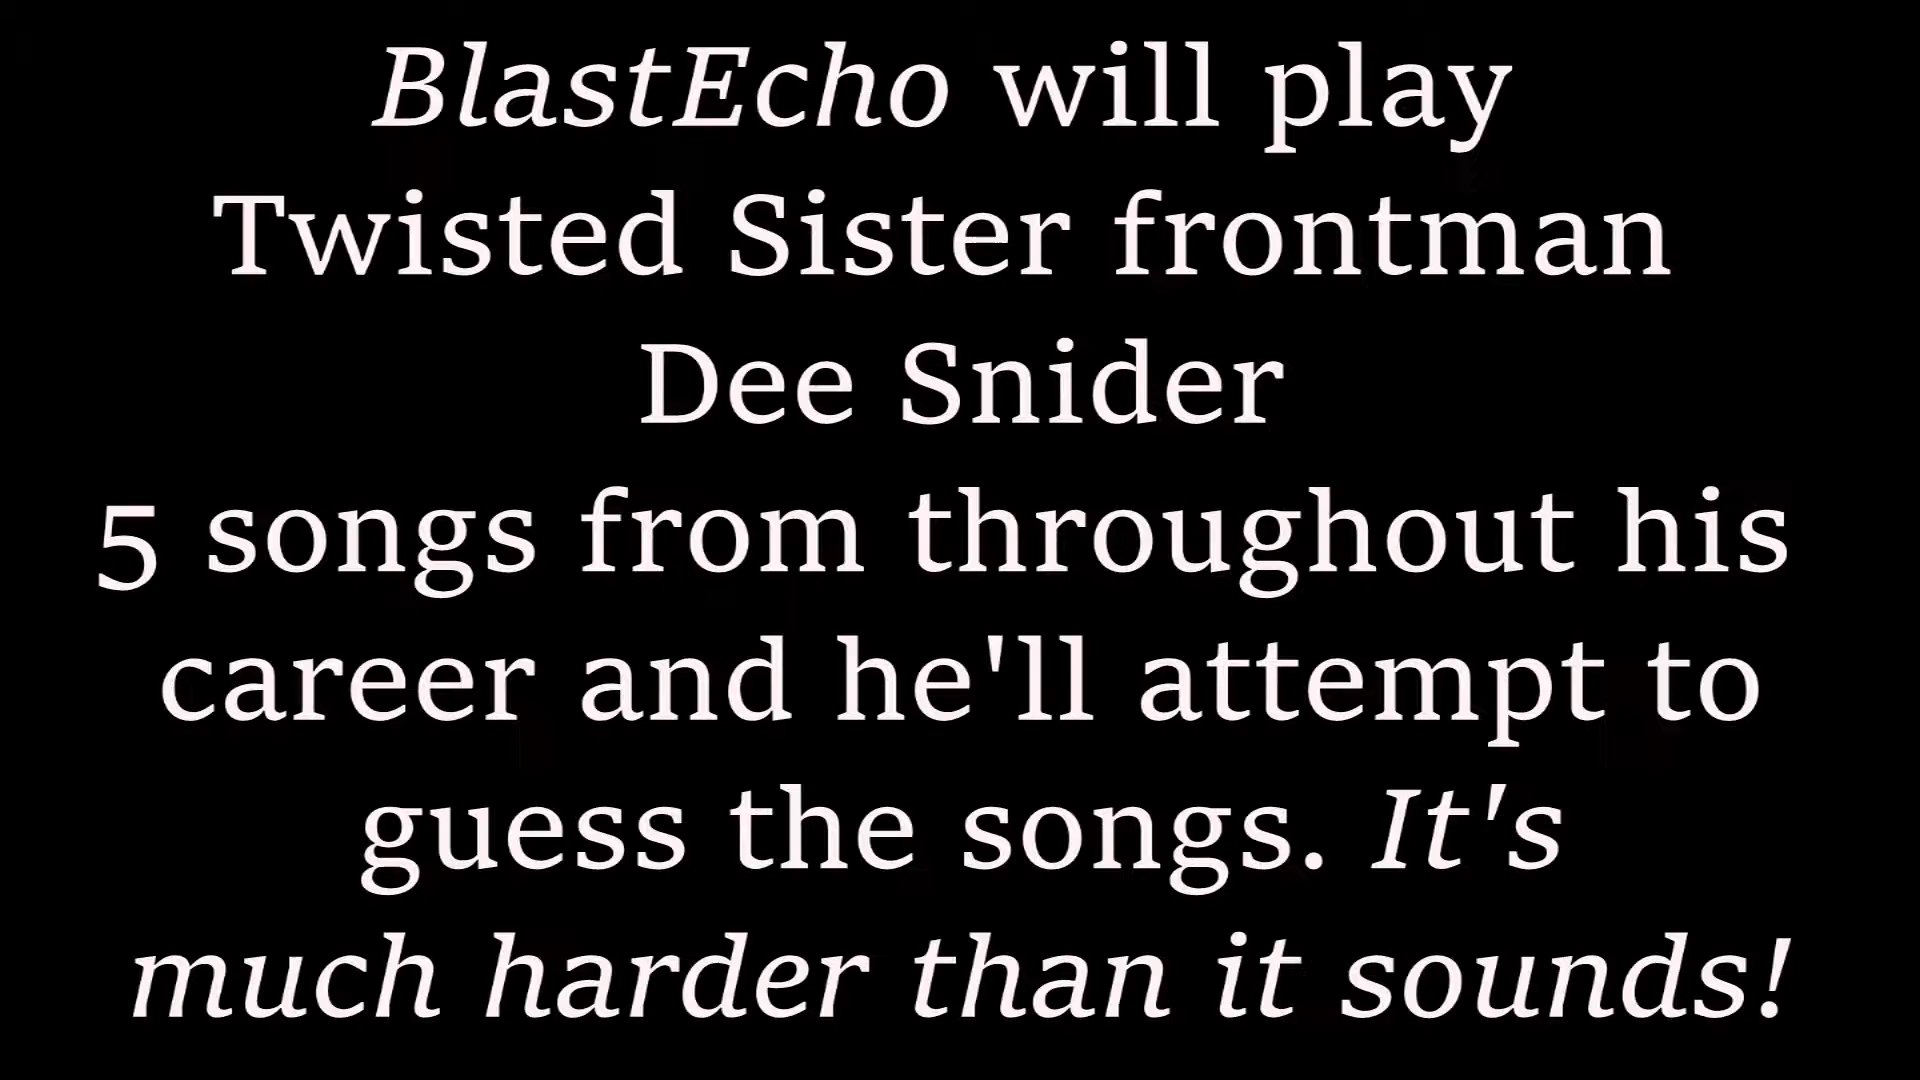 BlastEcho will play
Twisted Sister frontman
Dee Snider
5 songs from throughout his
career and he'll attempt to
guess the songs. It's
much harder than it sounds!